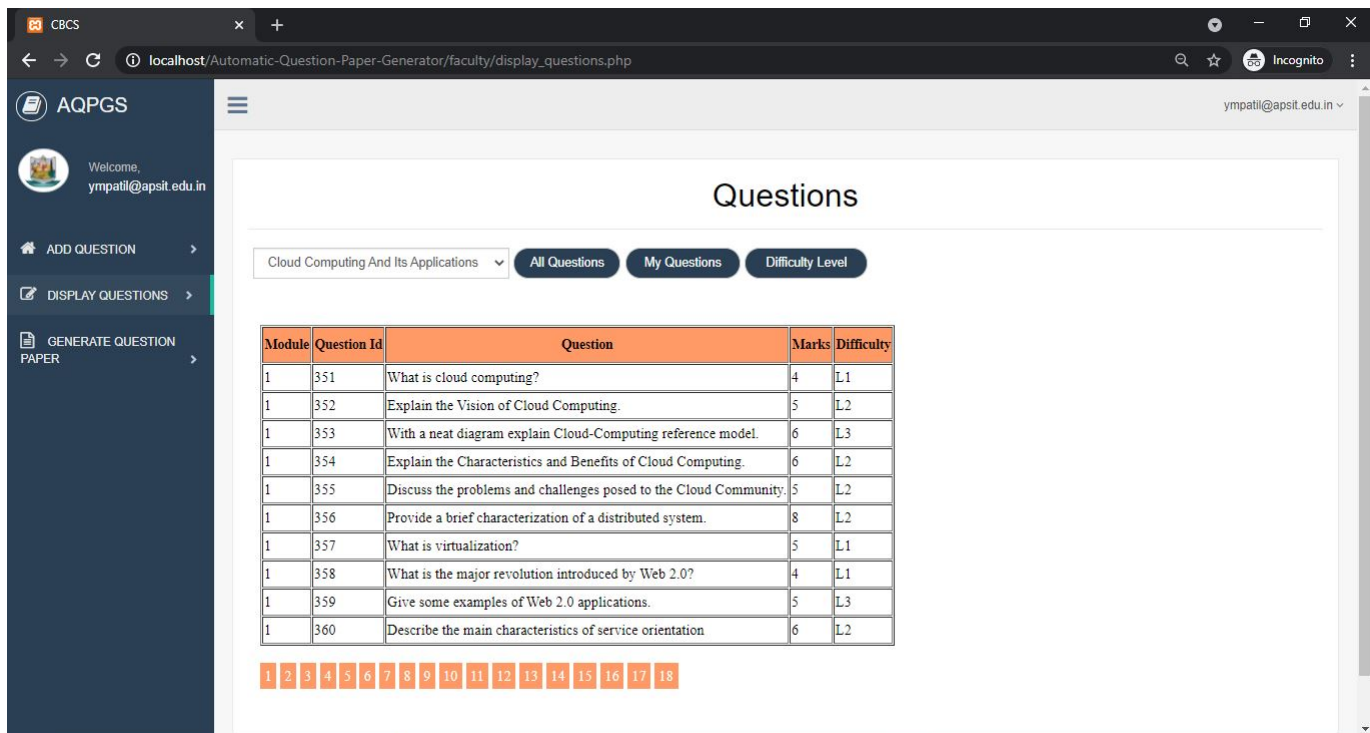 CBCS
localhost/Automatic-Question-Paper-Generator/faculty/display_questions.php
Incognito
AQPGS
ympatil@apsit.edu.in
Welcome,
ympatil@apsit.edu.in
ADD QUESTION
DISPLAY QUESTIONS
GENERATE QUESTION
PAPER
Questions
Cloud Computing And Its Applications All Questions My Questions Difficulty Level
Module Question Id Question Marks Difficulty
1 351 What is cloud computing? 4 L1
1 352 Explain the Vision of Cloud Computing. 5 L2
1 353 With a neat diagram explain Cloud-Computing reference model. 6 L3
1 354 Explain the Characteristics and Benefits of Cloud Computing. 6 L2
1 355 Discuss the problems and challenges posed to the Cloud Community. 5 L2
1 356 Provide a brief characterization of a distributed system. 8 L2
1 357 What is virtualization? 5 L1
1 358 What is the major revolution introduced by Web 2.0? 4 L1
1 359 Give some examples of Web 2.0 applications. 5 L3
1 360 Describe the main characteristics of service orientation 6 L2
1 2 3 4 5 6 7 8 9 10 11 12 13 14 15 16 17 18